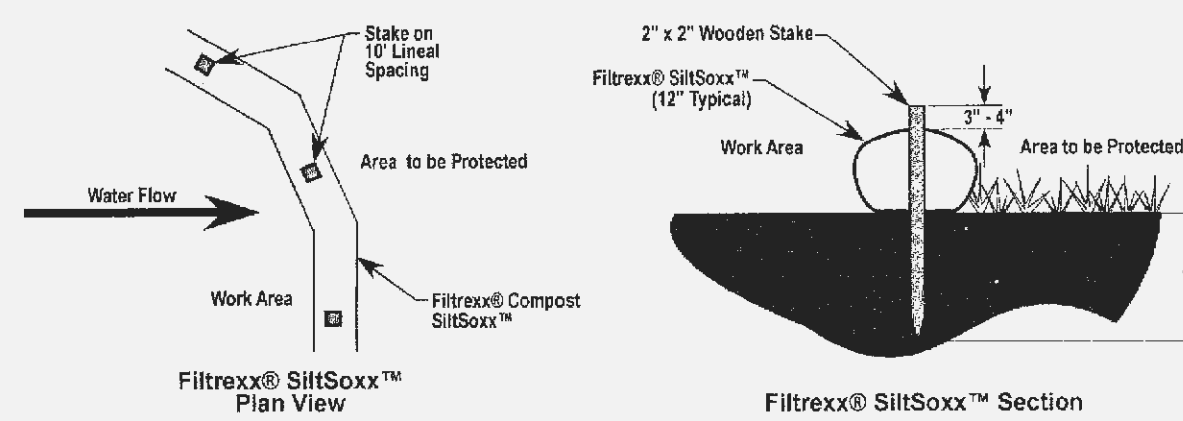 Stake on
10' Lineal
Spacing
Area to be Protected
Water Flow
Work Area
Filtrexx® Compost
SiltSoxx™
Filtrexx® SiltSoxx™
Plan View
2" x 2" Wooden Stake
Filtrexx® SiltSoxx™
(12" Typical)
3" - 4"
Work Area
Area to be Protected
Filtrexx® SiltSoxx™ Section